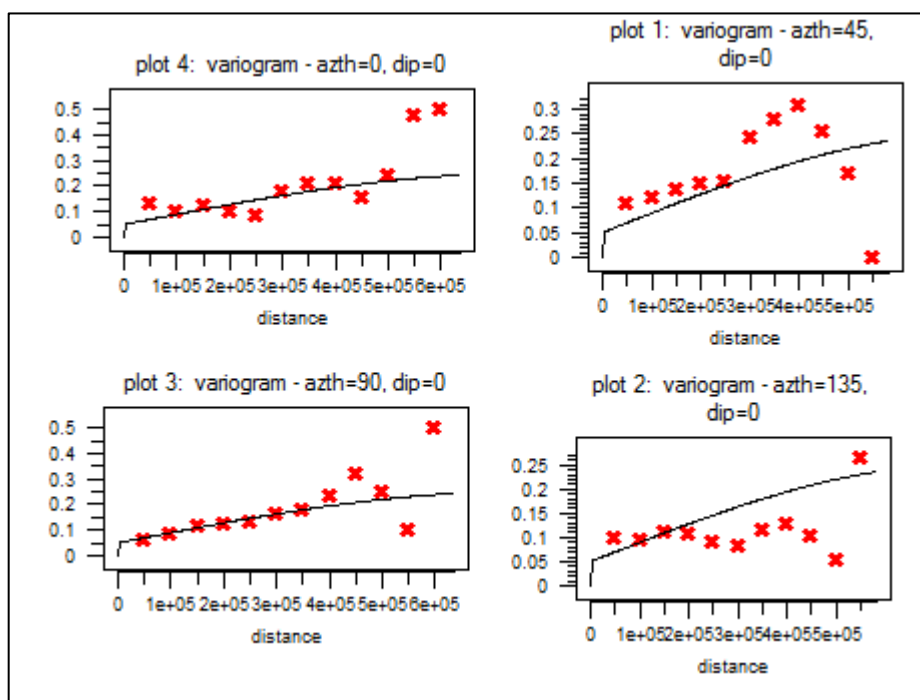 plot 4: variogram - azth=0, dip=0
0.5
0.4
0.3
0.2
0.1
0
0 1e+05 2e+05 3e+05 4e+05 5e+05 6e+05
distance
plot 1: variogram - azth=45,
dip=0
0.3
0.25
0.2
0.15
0.1
0.05
0
0 1e+05 2e+05 3e+05 4e+05 5e+05
plot 3: variogram - azth=90, dip=0
0.5
0.4
0.3
0.2
0.1
0
0 1e+05 2e+05 3e+05 4e+05 5e+05 6e+05
distance
plot 2: variogram - azth=135,
dip=0
0.25
0.2
0.15
0.1
0.05
0
0 1e+05 2e+05 3e+05 4e+05 5e+05
distance